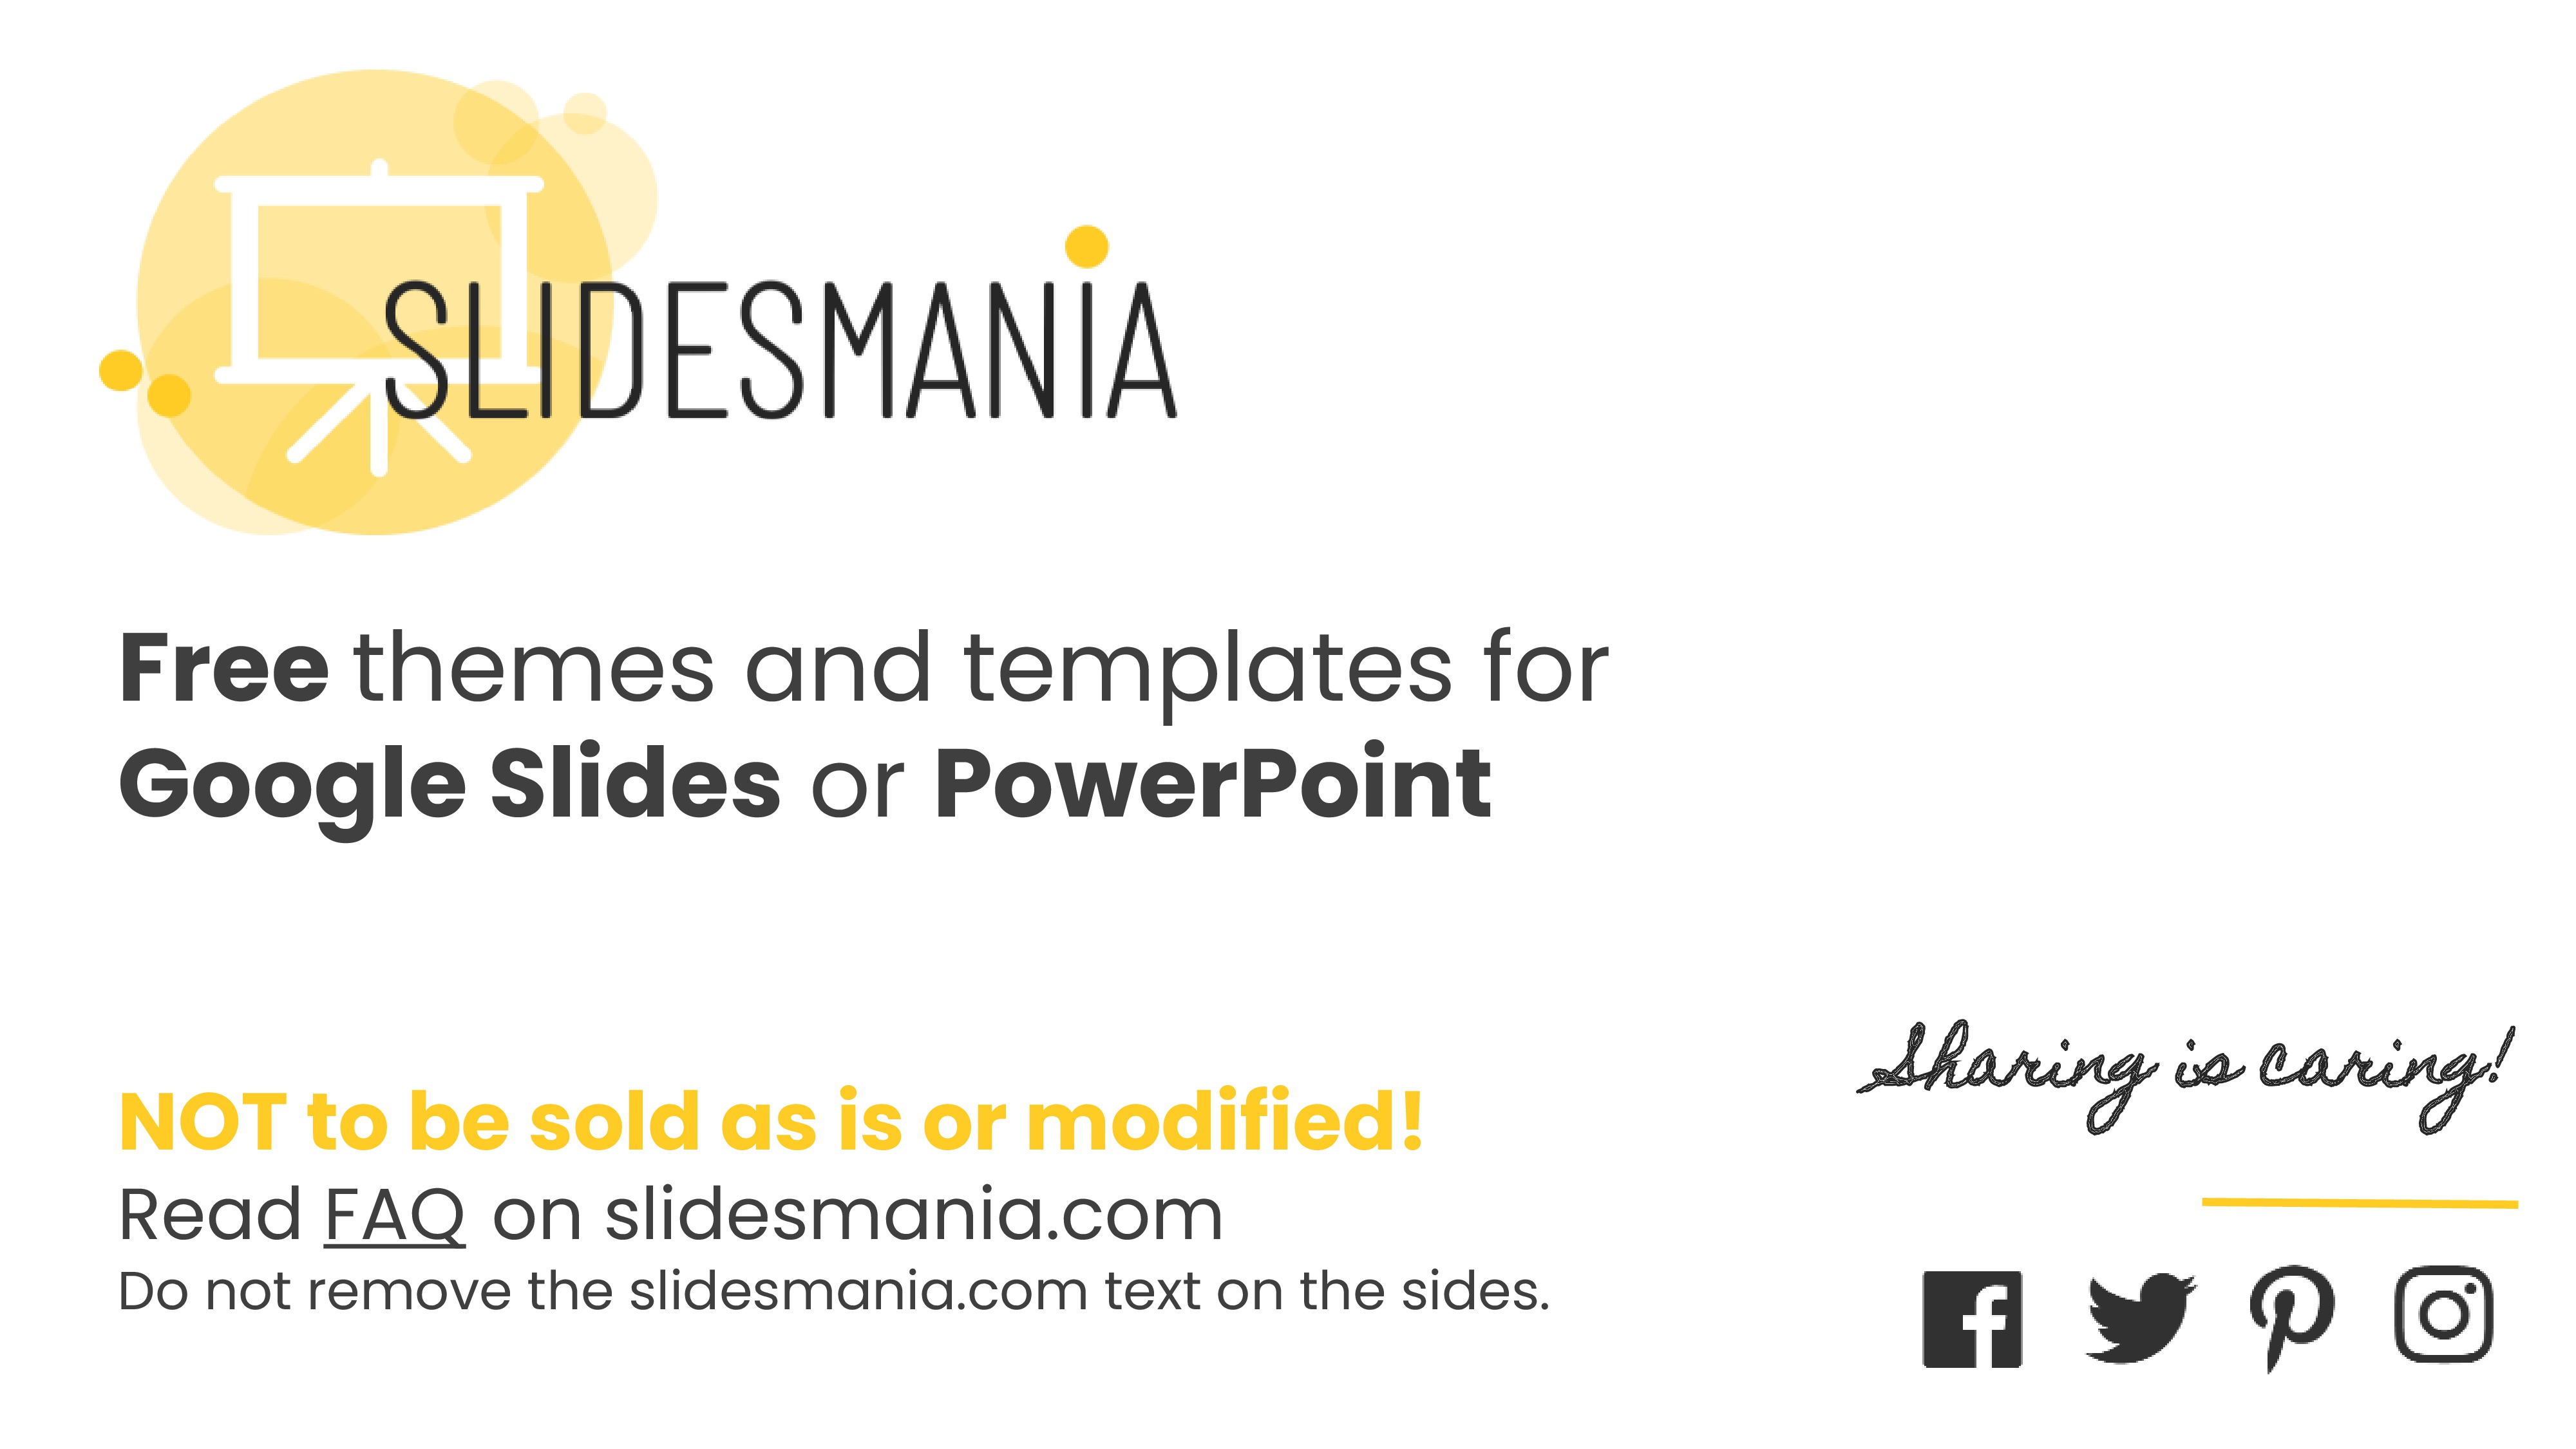 SLIDESMANIA
Free themes and templates for
Google Slides or PowerPoint
NOT to be sold as is or modified!
Read FAQ on slidesmania.com
Do not remove the slidesmania.com text on the sides.
Sharing is caring!